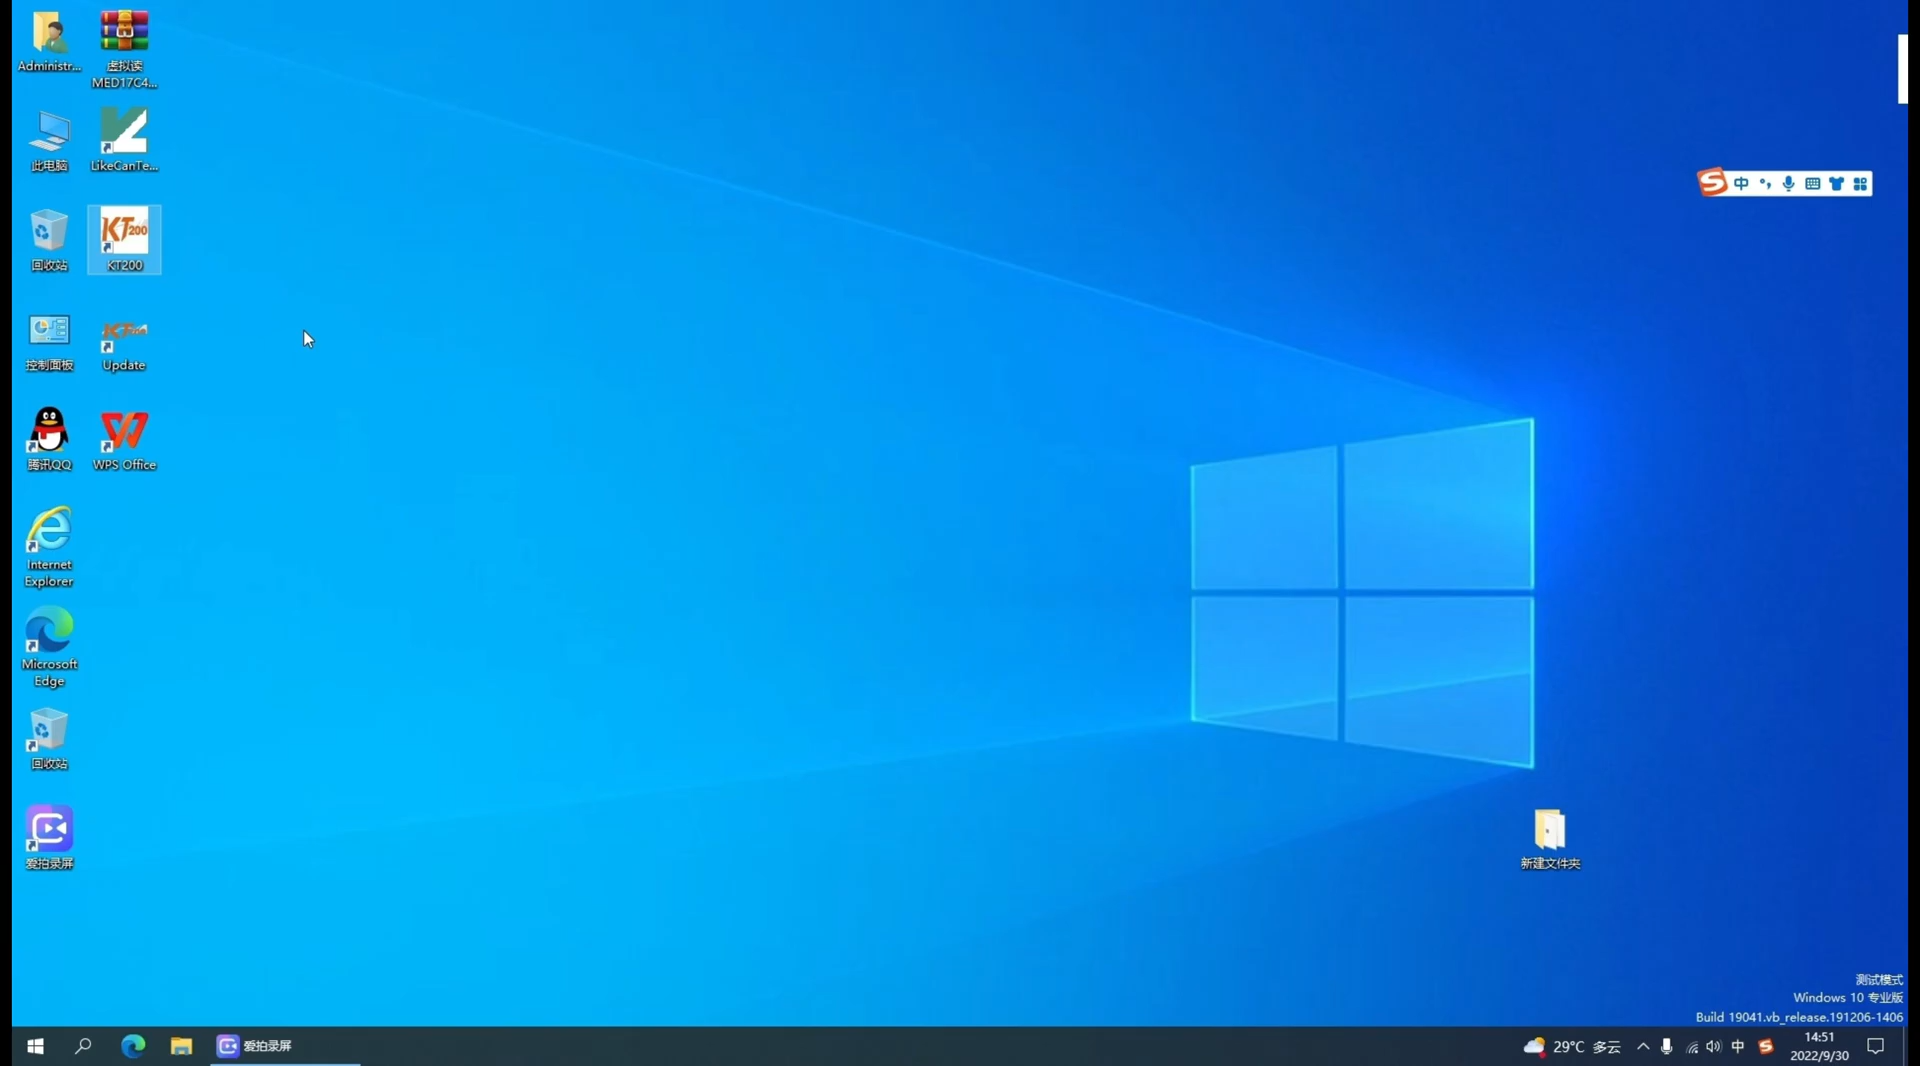 Administr...
虚拟读
MED17C4...
此电脑
LikeCanTe...
中
回收站
KT200
KT200
控制面板
Update
腾讯QQ
WPS Office
Internet
Explorer
Microsoft
Edge
回收站
爱拍录屏
新建文件夹
测试模式
Windows 10 专业版
Build 19041.vb_release.191206-1406
爱拍录屏
29°C 多云
中
14:51
2022/9/30